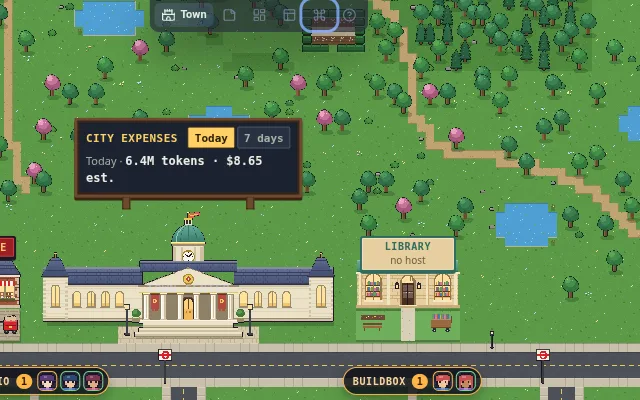 Town
CITY EXPENSES Today 7 days
Today · 6.4M tokens · $8.65
est.
LIBRARY
no host
E
IO 1
BUILDBOX 1